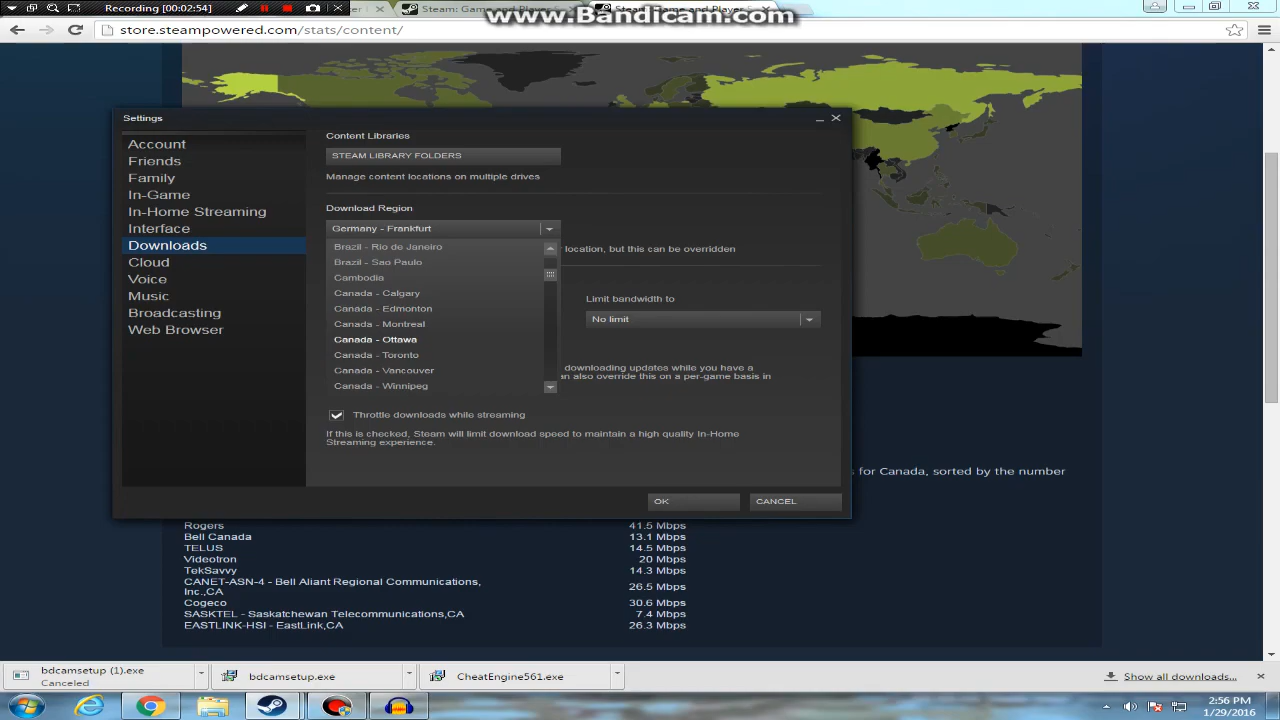 Recording [00:02:54]
Steam: Game and Player S
Steam: Game and Player S
www.Bandicam.com
store.steampowered.com/stats/content/
Settings
Account
Friends
Family
In-Game
In-Home Streaming
Interface
Downloads
Cloud
Voice
Music
Broadcasting
Web Browser
Content Libraries
STEAM LIBRARY FOLDERS
Manage content locations on multiple drives
Download Region
Germany - Frankfurt
Brazil - Rio de Janeiro
Brazil - Sao Paulo
Cambodia
Canada - Calgary
Canada - Edmonton
Canada - Montreal
Canada - Ottawa
Canada - Toronto
Canada - Vancouver
Canada - Winnipeg
location, but this can be overridden
Limit bandwidth to
No limit
downloading updates while you have a
an also override this on a per-game basis in
Throttle downloads while streaming
If this is checked, Steam will limit download speed to maintain a high quality In-Home
Streaming experience.
OK
CANCEL
s for Canada, sorted by the number
Rogers 41.5 Mbps
Bell Canada 13.1 Mbps
TELUS 14.5 Mbps
Videotron 20 Mbps
TekSavvy 14.3 Mbps
CANET-ASN-4 - Bell Aliant Regional Communications,
Inc.,CA 26.5 Mbps
Cogeco 30.6 Mbps
SASKTEL - Saskatchewan Telecommunications,CA 7.4 Mbps
EASTLINK-HSI - EastLink,CA 26.3 Mbps
bdcamsetup (1).exe
Canceled
bdcamsetup.exe
CheatEngine561.exe
Show all downloads...
2:56 PM
1/29/2016